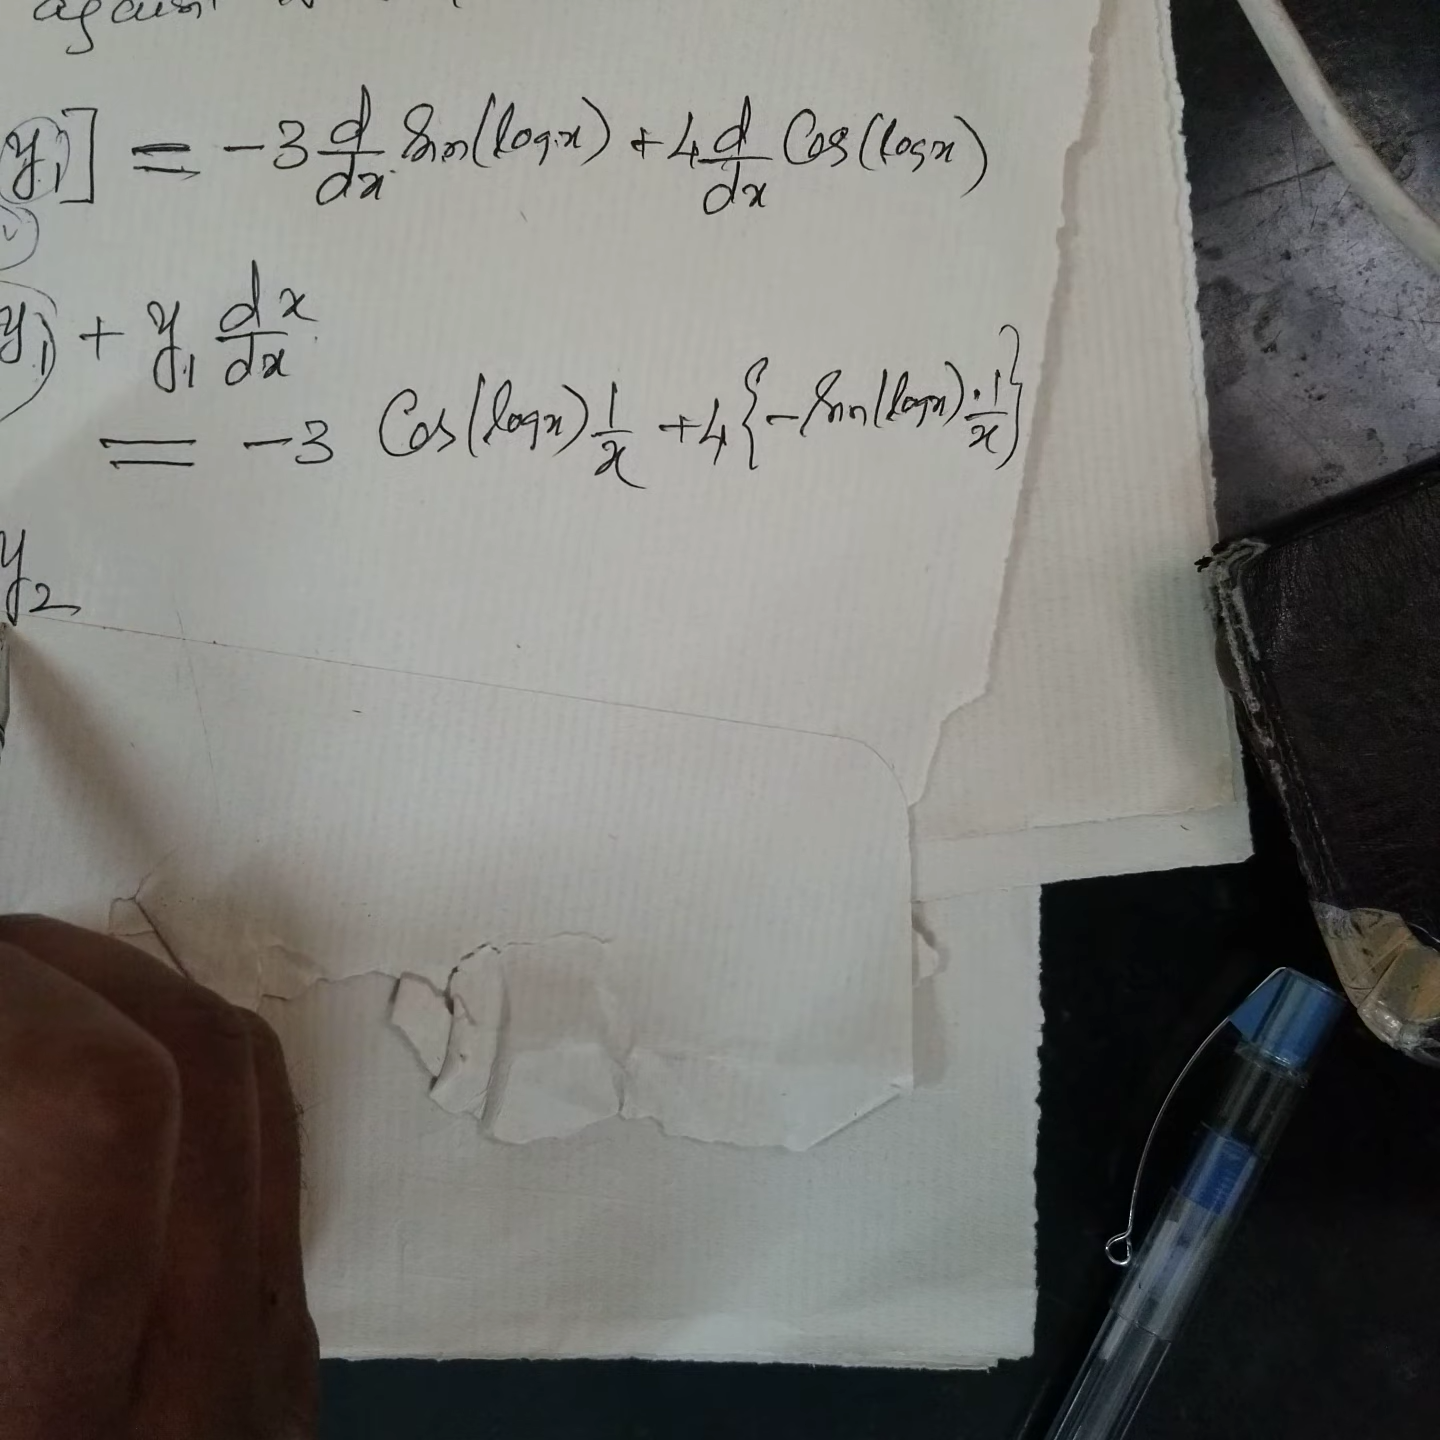 again
y₁] = -3 d/dx Sin(logx) + 4 d/dx Cos(logx)
y₁) + y₁ dx/dx
= -3 Cos(logx) 1/x + 4{-Sin(logx).1/x}
y₂